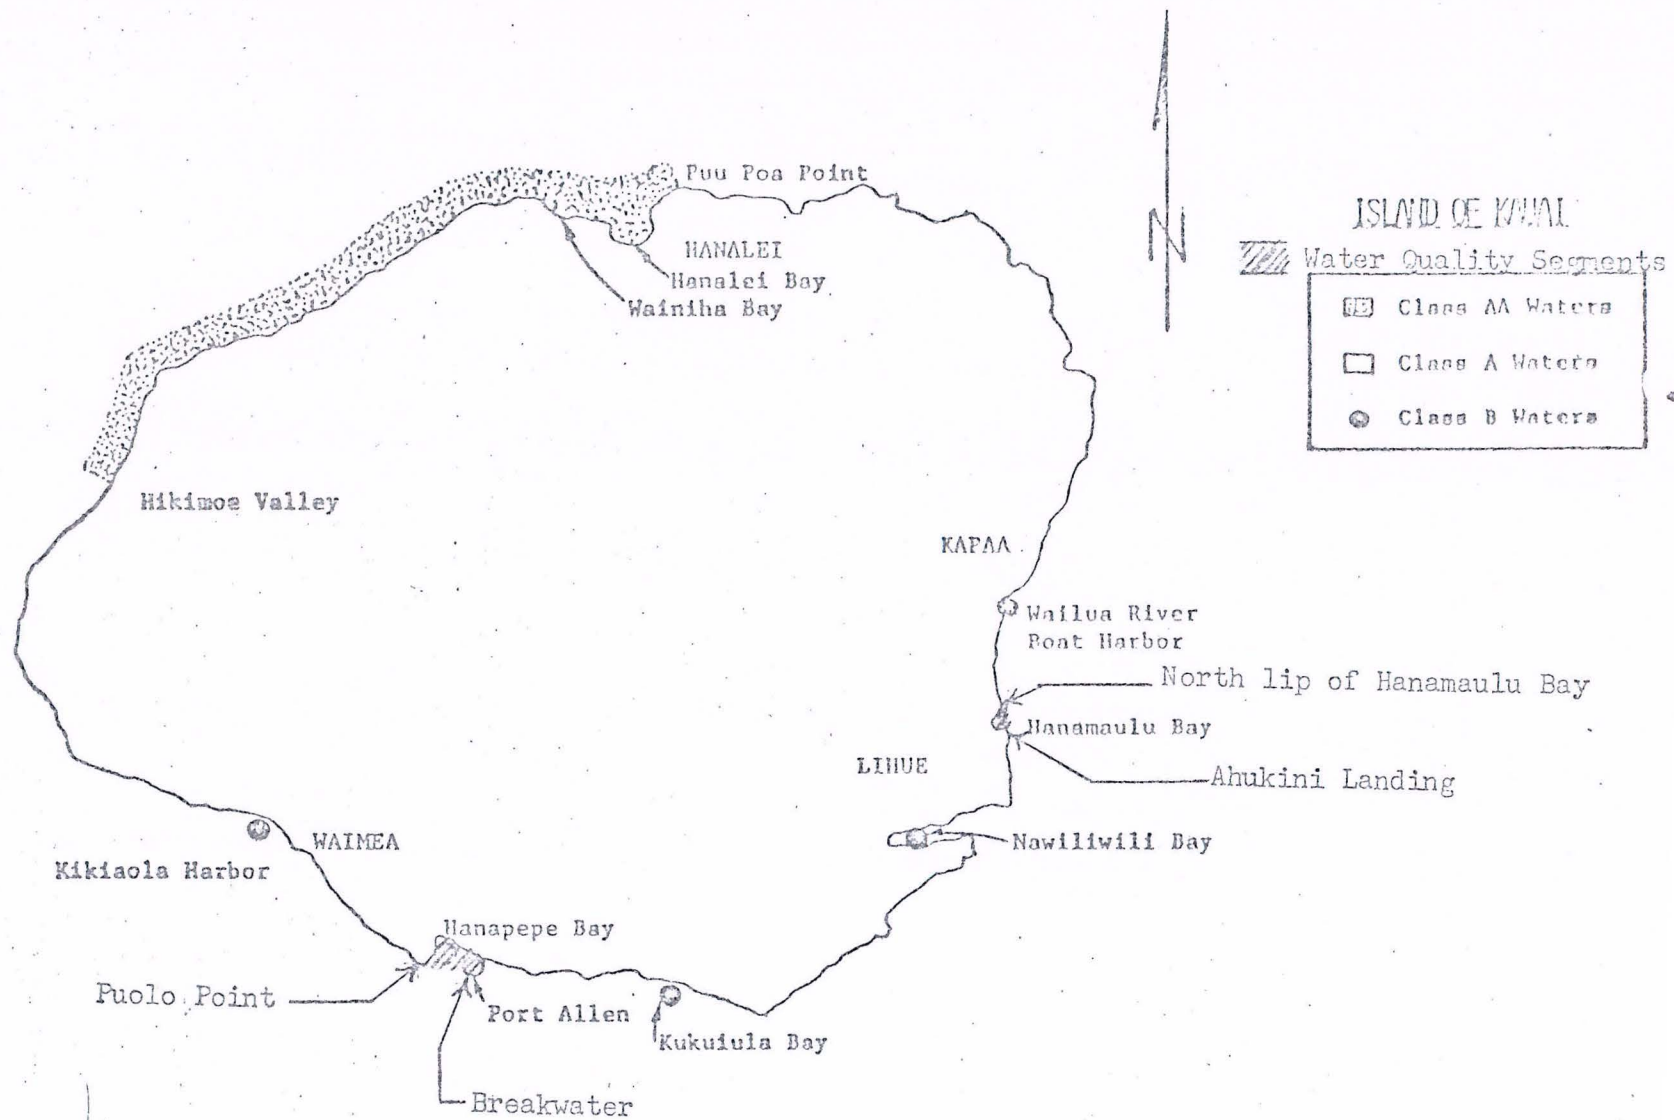 Puu Poa Point
HANALEI
Hanalei Bay
Wainiha Bay
N
ISLAND OF KAUAI
Water Quality Segments
Class AA Waters
Class A Waters
Class B Waters
Hikimoe Valley
KAPAA
Wailua River
Boat Harbor
North lip of Hanamaulu Bay
Hanamaulu Bay
LIHUE
Ahukini Landing
Nawiliwili Bay
WAIMEA
Kikiaola Harbor
Hanapepe Bay
Puolo Point
Port Allen
Kukuiula Bay
Breakwater